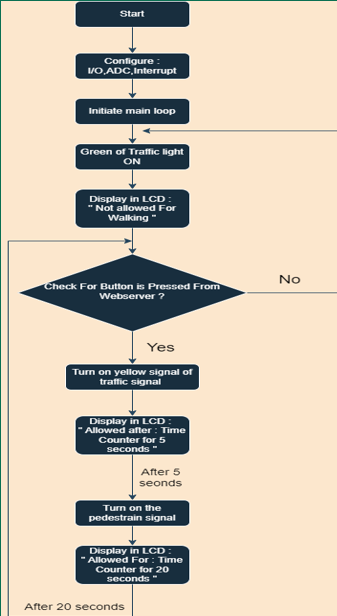 Start
Configure :
I/O,ADC,Interrupt
Initiate main loop
Green of Traffic light
ON
Display in LCD :
" Not allowed For
Walking "
Check For Button is Pressed From
Webserver ?
No
Yes
Turn on yellow signal of
traffic signal
Display in LCD :
" Allowed after : Time
Counter for 5
seconds "
After 5
seonds
Turn on the
pedestrain signal
Display in LCD :
" Allowed For : Time
Counter for 20
seconds "
After 20 seconds